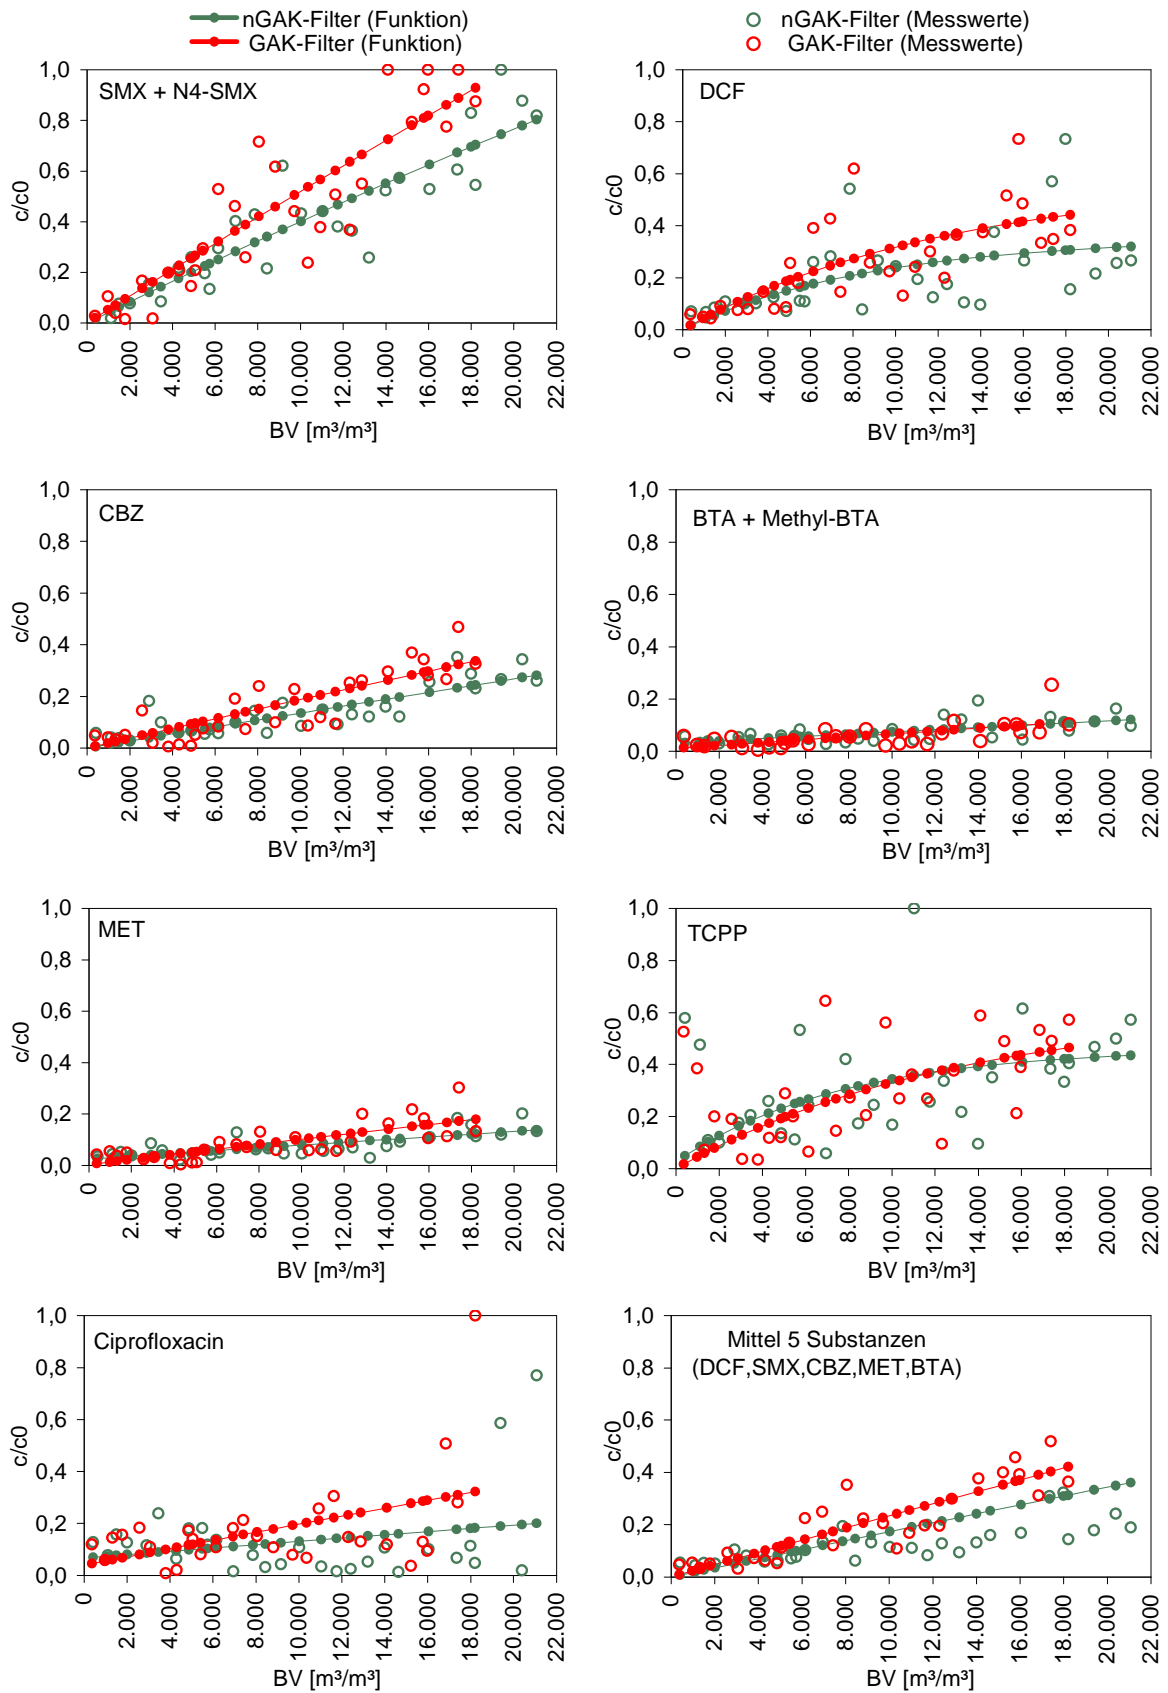 nGAK-Filter (Funktion) nGAK-Filter (Messwerte)
GAK-Filter (Funktion) GAK-Filter (Messwerte)
SMX + N4-SMX
1,0
0,8
0,6
0,4
0,2
0,0
c/c0
0 2.000 4.000 6.000 8.000 10.000 12.000 14.000 16.000 18.000 20.000 22.000
BV [m³/m³]
DCF
1,0
0,8
0,6
0,4
0,2
0,0
c/c0
0 2.000 4.000 6.000 8.000 10.000 12.000 14.000 16.000 18.000 20.000 22.000
BV [m³/m³]
CBZ
1,0
0,8
0,6
0,4
0,2
0,0
c/c0
0 2.000 4.000 6.000 8.000 10.000 12.000 14.000 16.000 18.000 20.000 22.000
BV [m³/m³]
BTA + Methyl-BTA
1,0
0,8
0,6
0,4
0,2
0,0
c/c0
0 2.000 4.000 6.000 8.000 10.000 12.000 14.000 16.000 18.000 20.000 22.000
BV [m³/m³]
MET
1,0
0,8
0,6
0,4
0,2
0,0
c/c0
0 2.000 4.000 6.000 8.000 10.000 12.000 14.000 16.000 18.000 20.000 22.000
BV [m³/m³]
TCPP
1,0
0,8
0,6
0,4
0,2
0,0
c/c0
0 2.000 4.000 6.000 8.000 10.000 12.000 14.000 16.000 18.000 20.000 22.000
BV [m³/m³]
Ciprofloxacin
1,0
0,8
0,6
0,4
0,2
0,0
c/c0
0 2.000 4.000 6.000 8.000 10.000 12.000 14.000 16.000 18.000 20.000 22.000
BV [m³/m³]
Mittel 5 Substanzen
(DCF,SMX,CBZ,MET,BTA)
1,0
0,8
0,6
0,4
0,2
0,0
c/c0
0 2.000 4.000 6.000 8.000 10.000 12.000 14.000 16.000 18.000 20.000 22.000
BV [m³/m³]